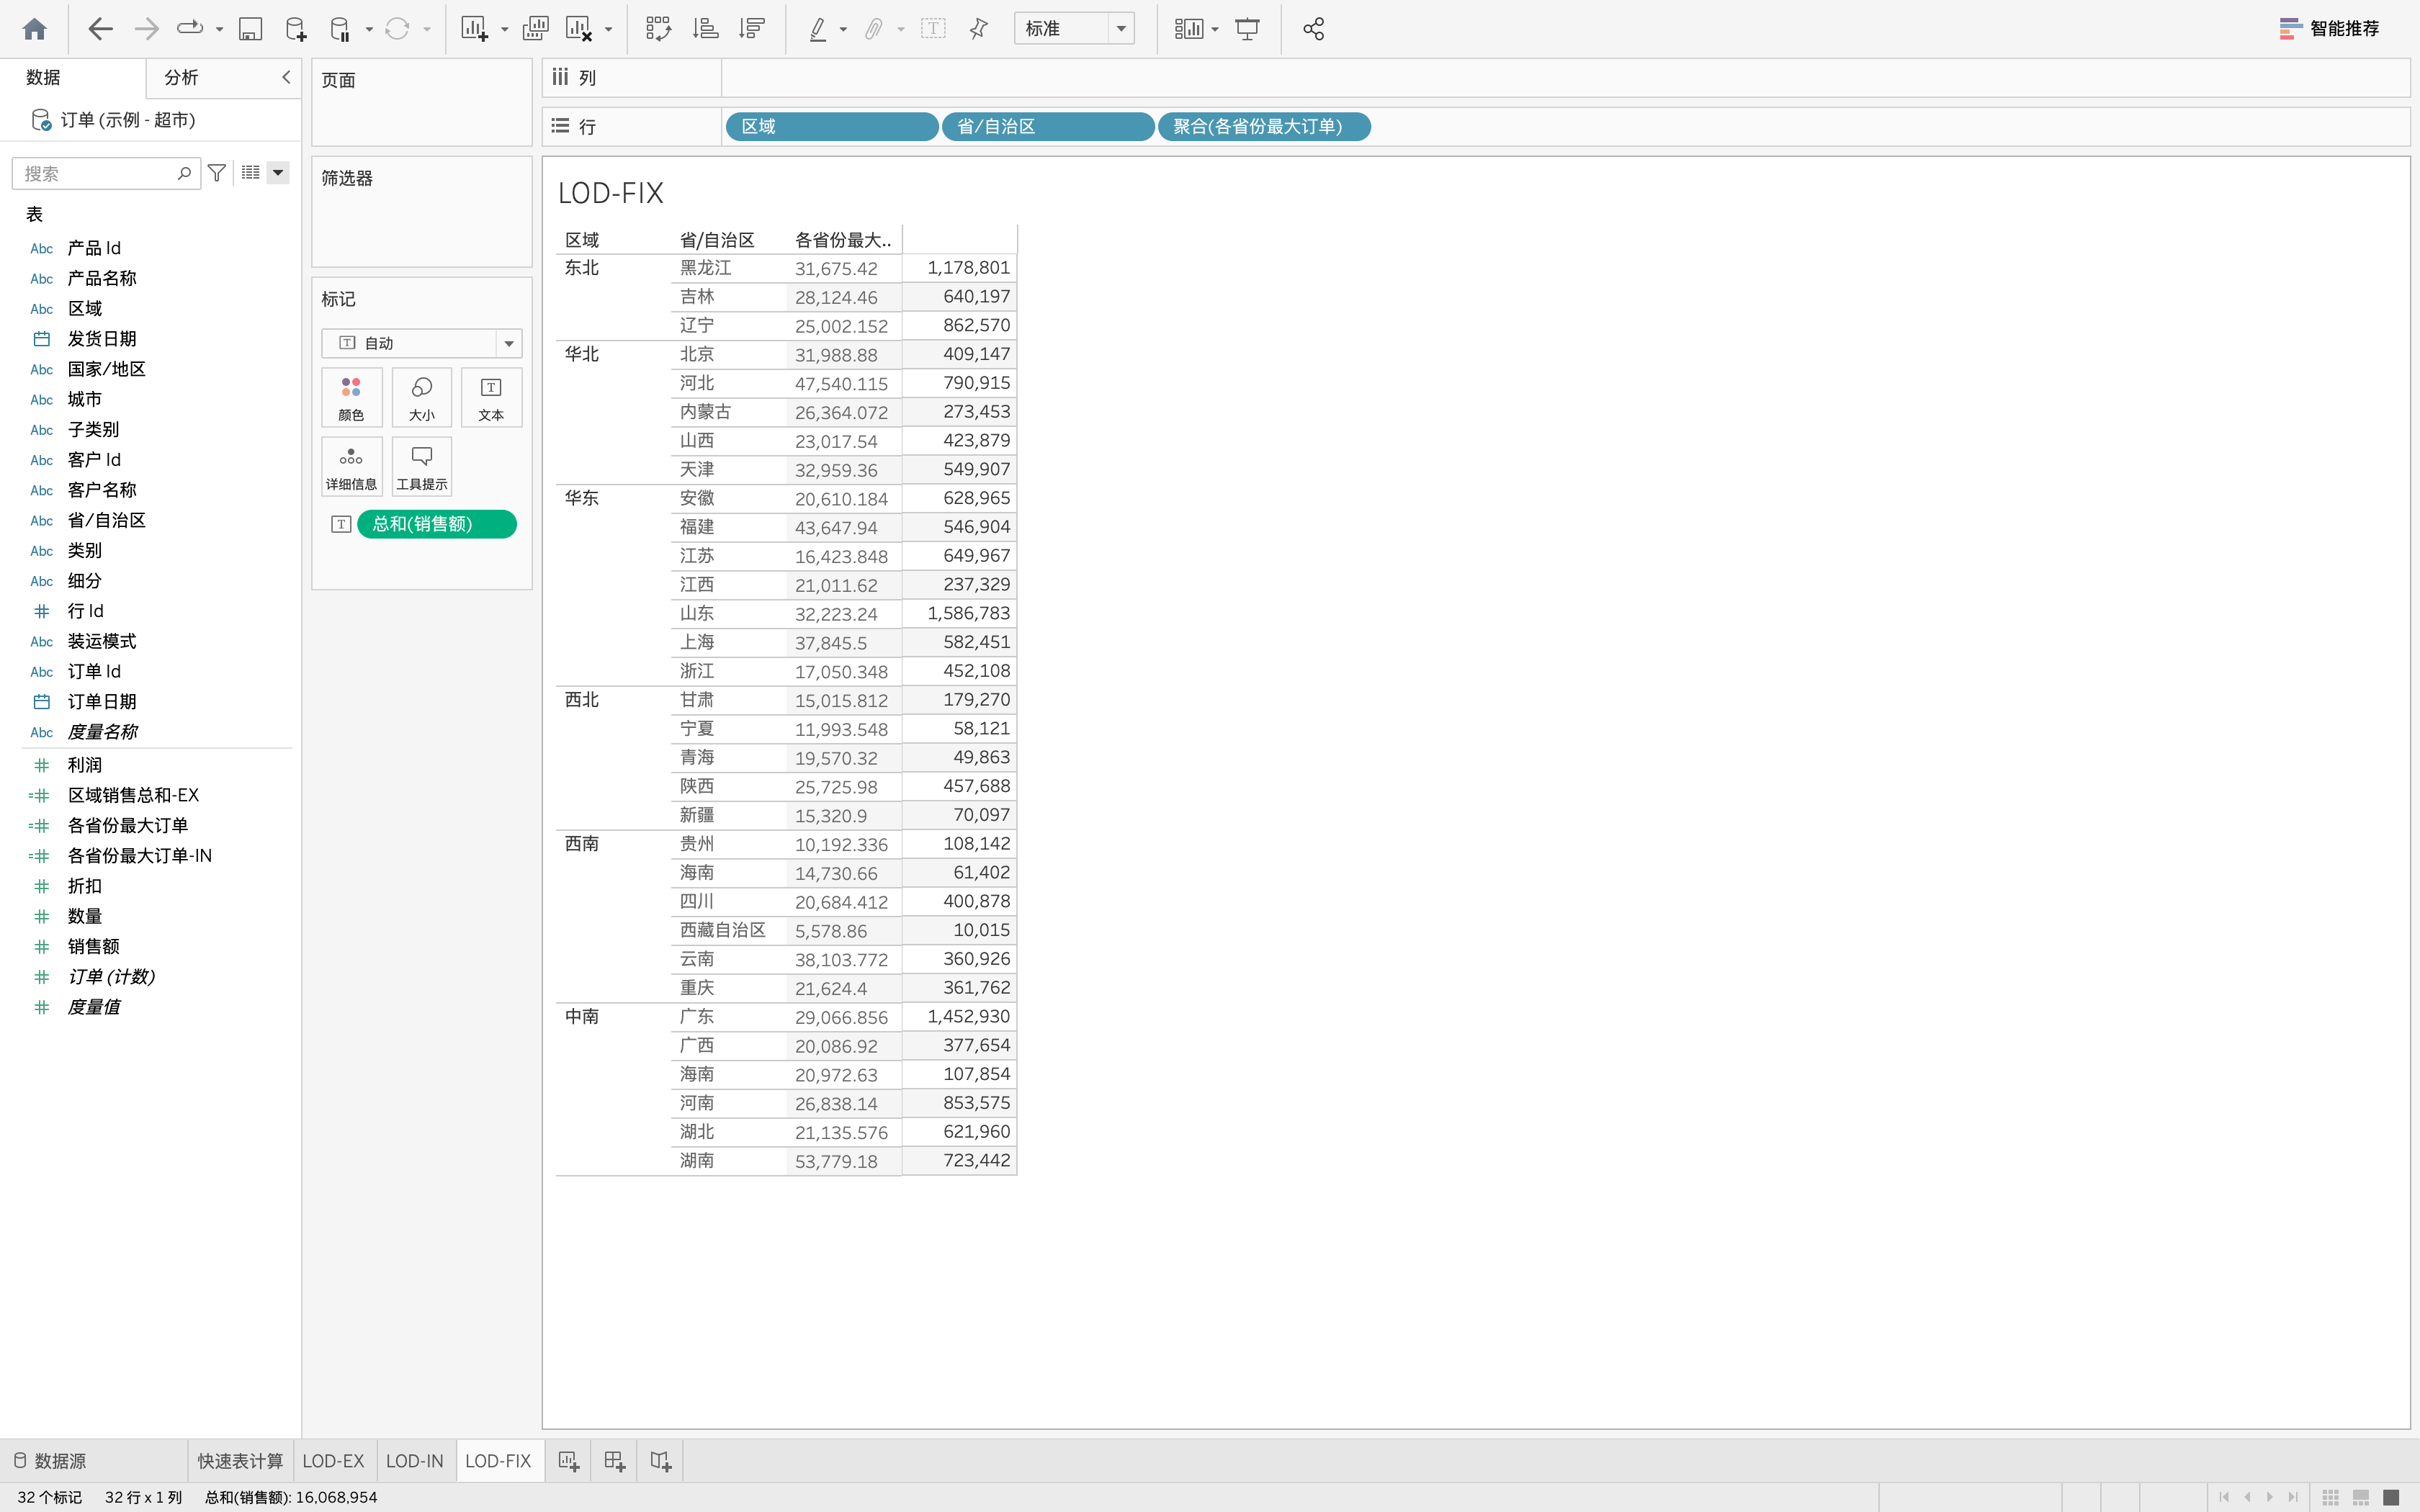 标准
智能推荐
数据
分析
订单 (示例 - 超市)
搜索
表
Abc 产品 Id
Abc 产品名称
Abc 区域
发货日期
Abc 国家/地区
Abc 城市
Abc 子类别
Abc 客户 Id
Abc 客户名称
Abc 省/自治区
Abc 类别
Abc 细分
行 Id
Abc 装运模式
Abc 订单 Id
订单日期
Abc 度量名称
利润
区域销售总和-EX
各省份最大订单
各省份最大订单-IN
折扣
数量
销售额
订单 (计数)
度量值
页面
筛选器
标记
自动
颜色 大小 文本
详细信息 工具提示
总和(销售额)
列
行 区域 省/自治区 聚合(各省份最大订单)
LOD-FIX
区域 省/自治区 各省份最大..
东北 黑龙江 31,675.42 1,178,801
吉林 28,124.46 640,197
辽宁 25,002.152 862,570
华北 北京 31,988.88 409,147
河北 47,540.115 790,915
内蒙古 26,364.072 273,453
山西 23,017.54 423,879
天津 32,959.36 549,907
华东 安徽 20,610.184 628,965
福建 43,647.94 546,904
江苏 16,423.848 649,967
江西 21,011.62 237,329
山东 32,223.24 1,586,783
上海 37,845.5 582,451
浙江 17,050.348 452,108
西北 甘肃 15,015.812 179,270
宁夏 11,993.548 58,121
青海 19,570.32 49,863
陕西 25,725.98 457,688
新疆 15,320.9 70,097
西南 贵州 10,192.336 108,142
海南 14,730.66 61,402
四川 20,684.412 400,878
西藏自治区 5,578.86 10,015
云南 38,103.772 360,926
重庆 21,624.4 361,762
中南 广东 29,066.856 1,452,930
广西 20,086.92 377,654
海南 20,972.63 107,854
河南 26,838.14 853,575
湖北 21,135.576 621,960
湖南 53,779.18 723,442
数据源 快速表计算 LOD-EX LOD-IN LOD-FIX
32 个标记 32 行 x 1 列 总和(销售额): 16,068,954